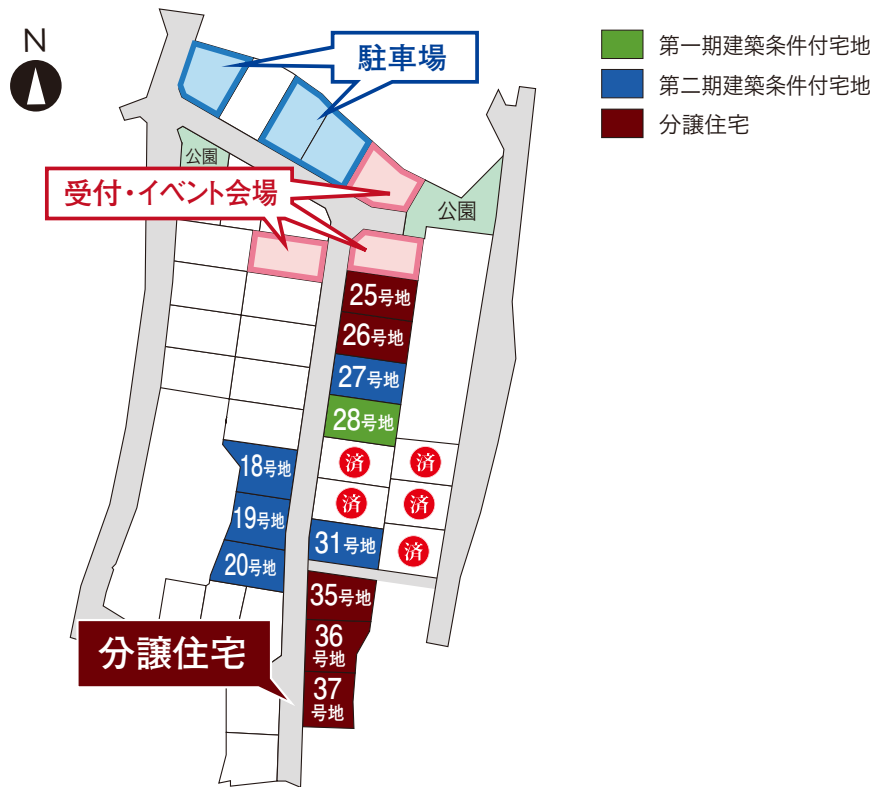 N
駐車場
第一期建築条件付宅地
第二期建築条件付宅地
分譲住宅
公園
受付・イベント会場
公園
25号地
26号地
27号地
28号地
18号地
済
済
19号地
済
済
31号地
済
20号地
35号地
36
号地
分譲住宅
37
号地